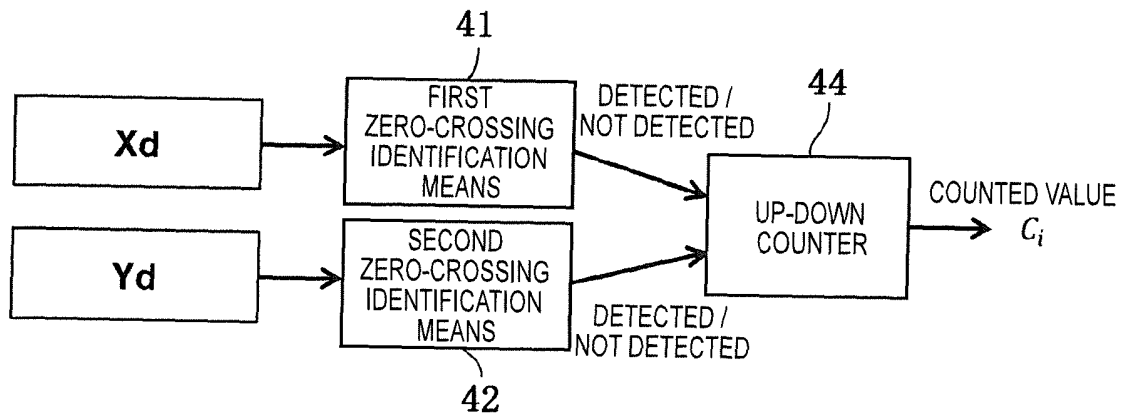 41
Xd
FIRST
ZERO-CROSSING
IDENTIFICATION
MEANS
DETECTED /
NOT DETECTED
44
UP-DOWN
COUNTER
COUNTED VALUE
C_i
Yd
SECOND
ZERO-CROSSING
IDENTIFICATION
MEANS
DETECTED /
NOT DETECTED
42